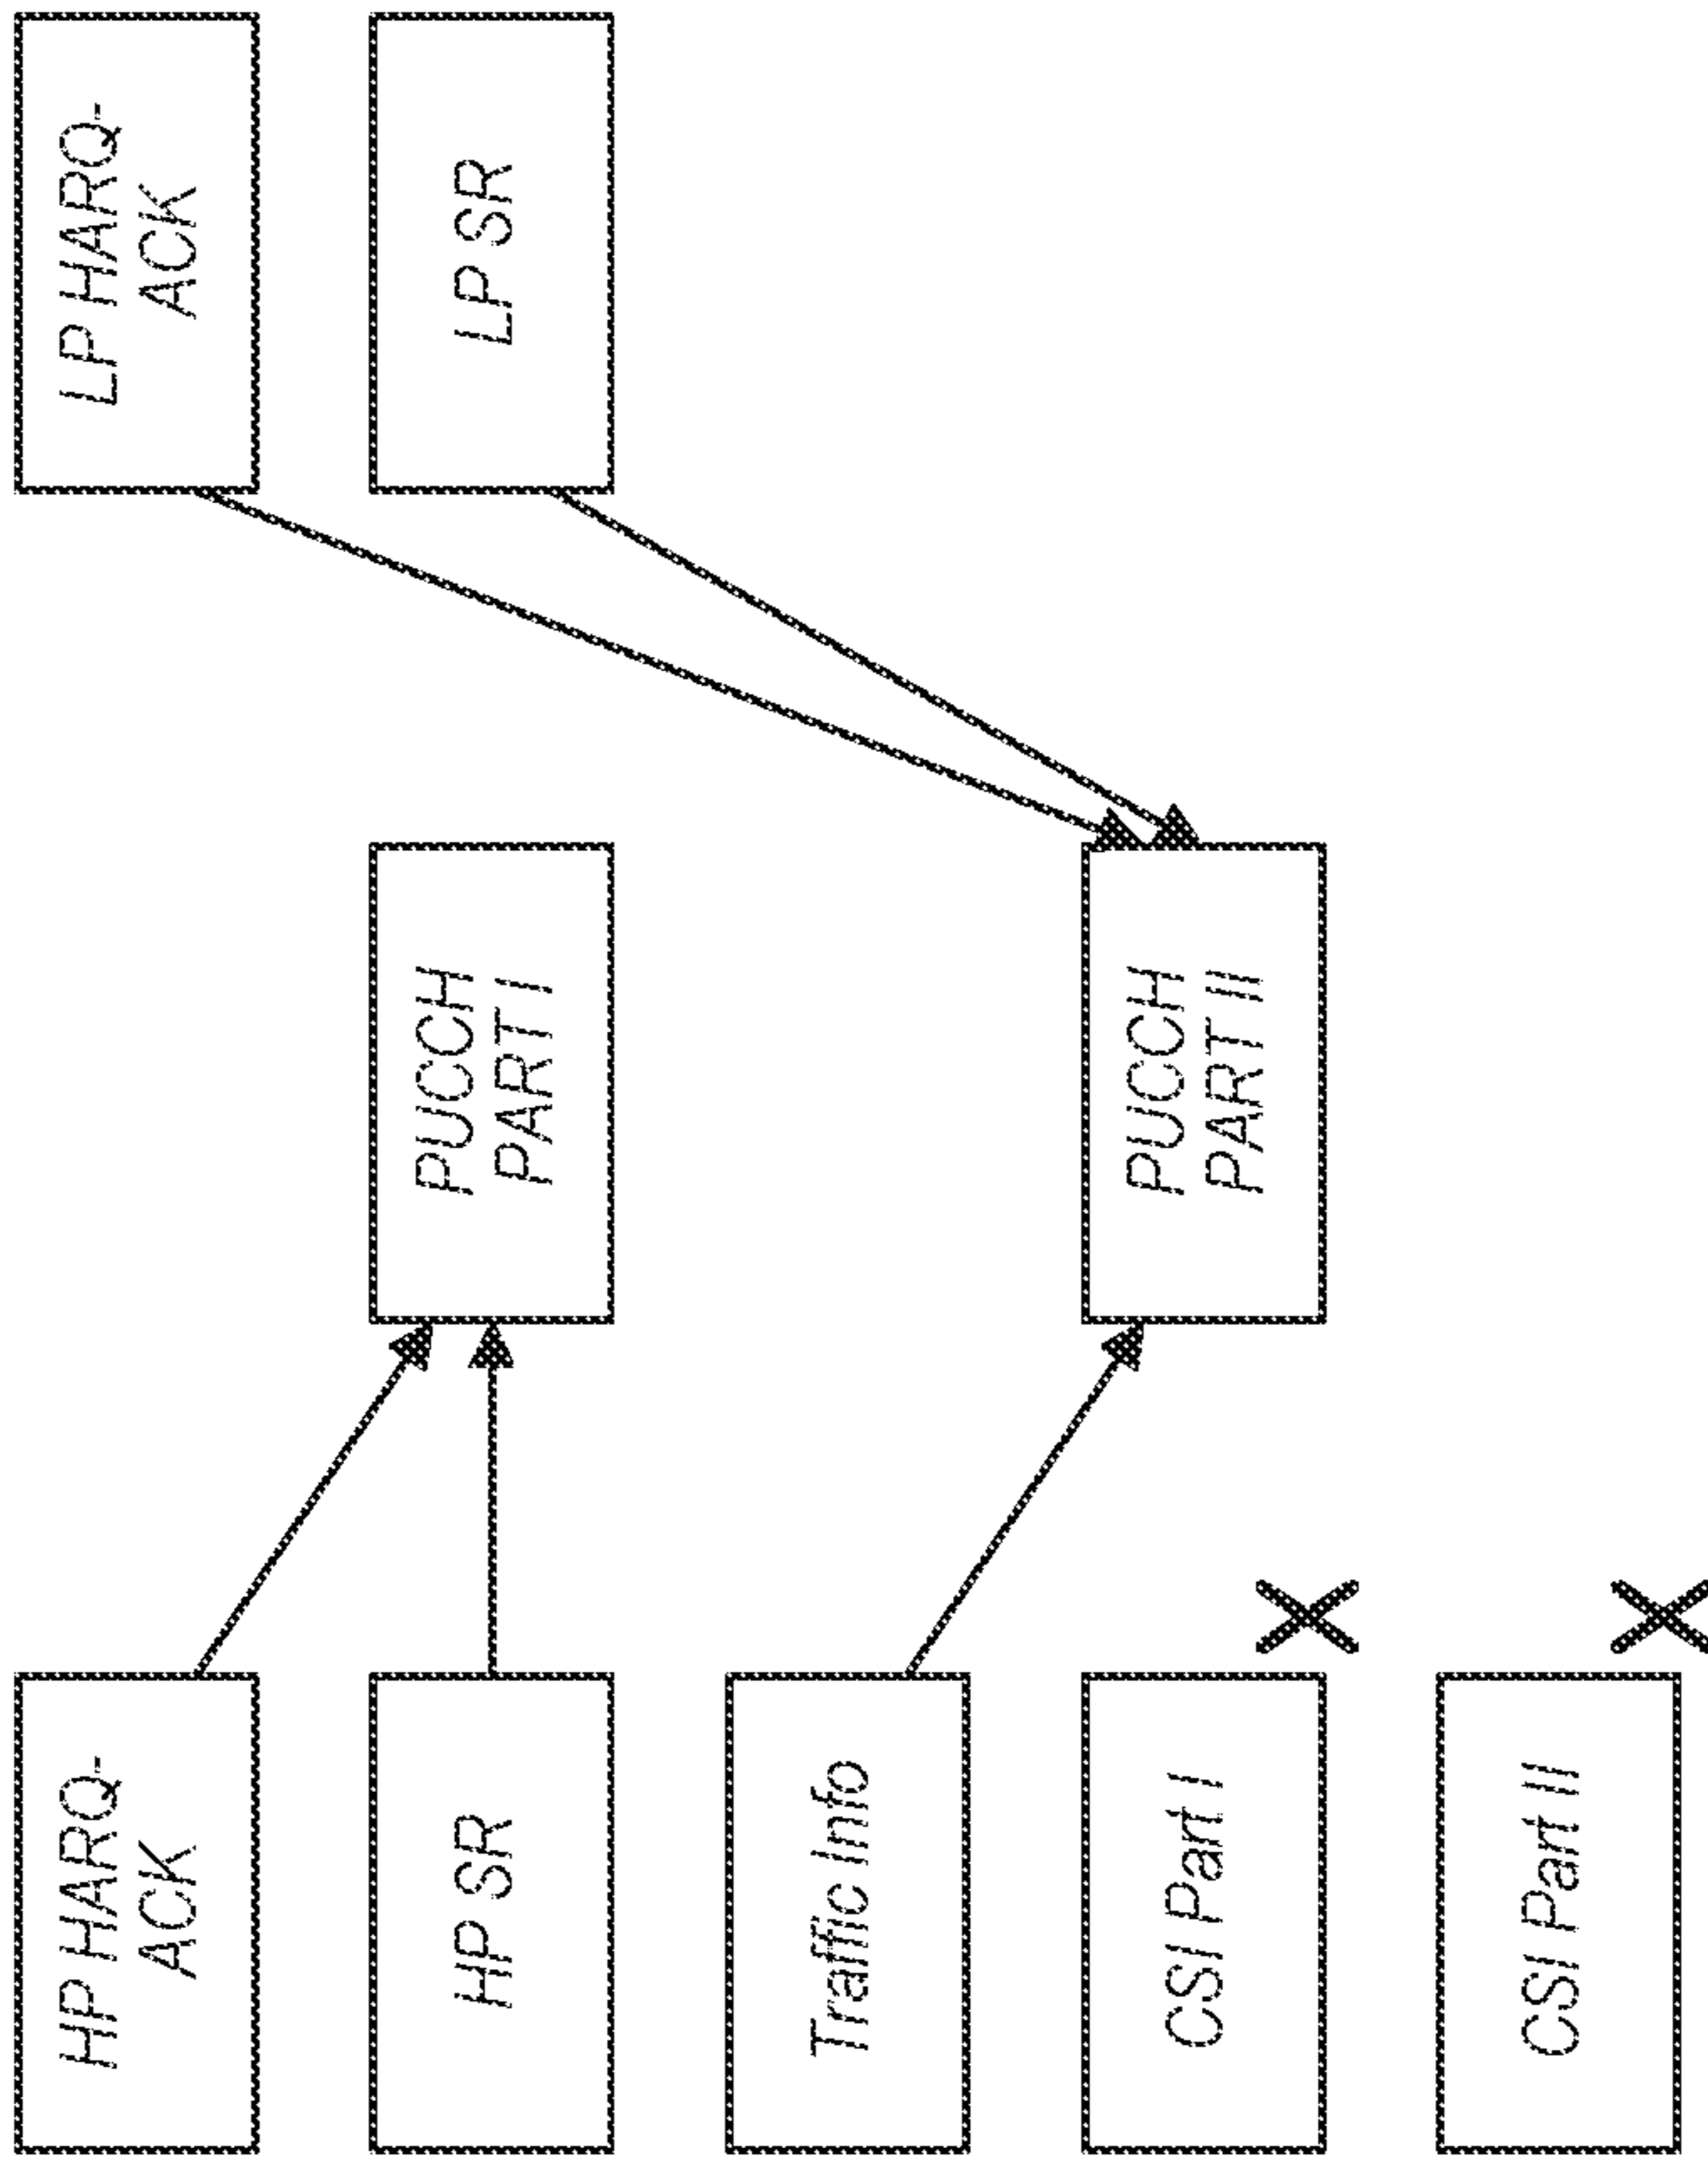 HP HARQ-
ACK
HP SR
Traffic Info
CSI Part I
CSI Part II
PUCCH
PART I
PUCCH
PART II
LP HARQ-
ACK
LP SR